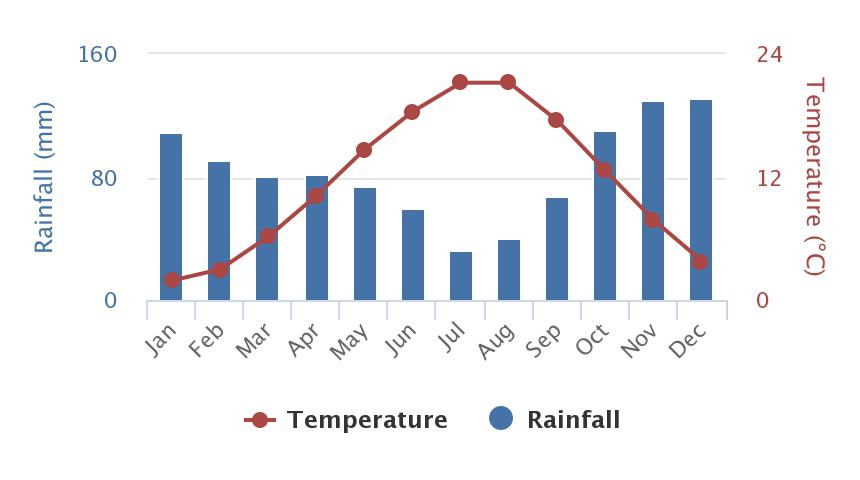 160
80
0
Rainfall (mm)
24
12
0
Temperature (°C)
Jan Feb Mar Apr May Jun Jul Aug Sep Oct Nov Dec
Temperature Rainfall